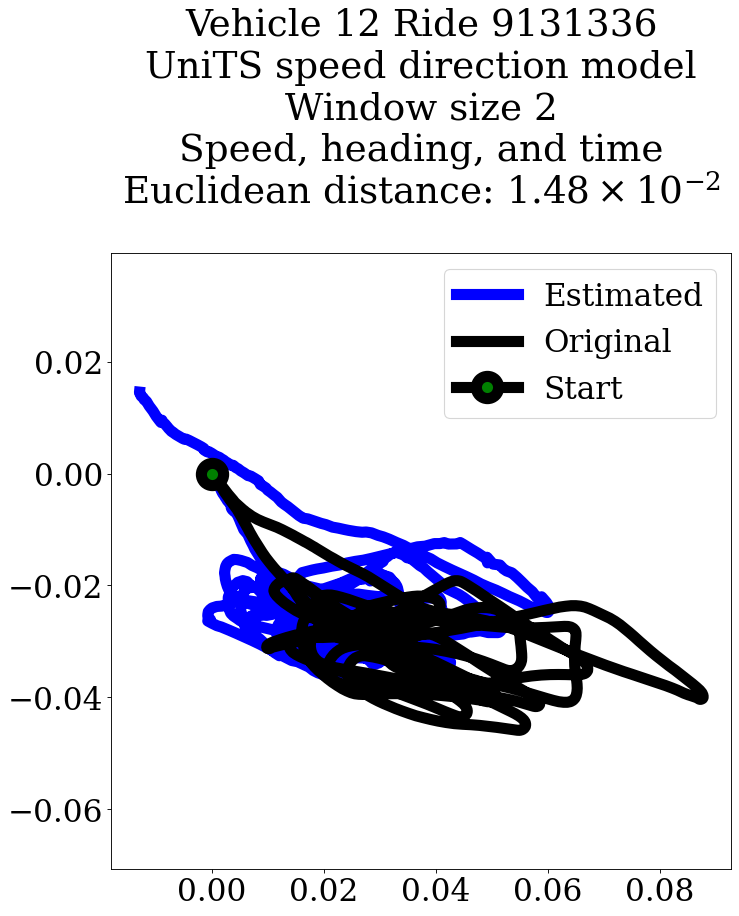 Vehicle 12 Ride 9131336
UniTS speed direction model
Window size 2
Speed, heading, and time
Euclidean distance: 1.48 × 10⁻²
Estimated
Original
Start
0.02
0.00
−0.02
−0.04
−0.06
0.00 0.02 0.04 0.06 0.08